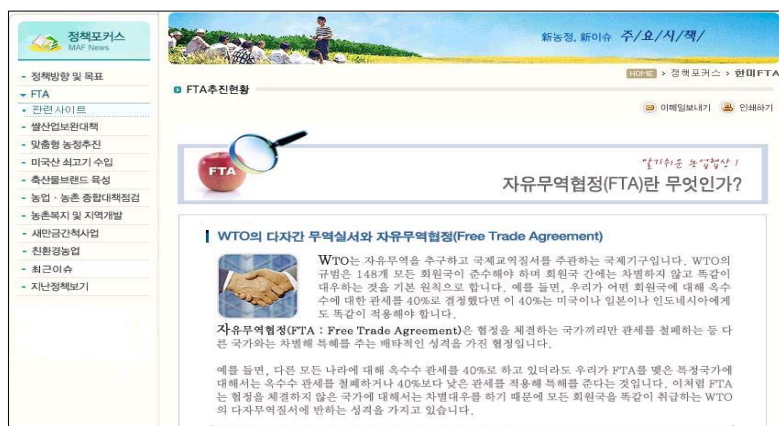 정책포커스
MAF News
- 정책방향 및 목표
FTA
• 관련사이트
- 쌀산업보완대책
- 맞춤형 농정추진
- 미국산 쇠고기 수입
- 축산물브랜드 육성
- 농업 · 농촌 종합대책점검
- 농촌복지 및 지역개발
- 새만금간척사업
- 친환경농업
- 최근이슈
- 지난정책보기
신농정, 신이슈 주/요/시/책/
HOME > 정책포커스 > 한미FTA
FTA추진현황
이메일보내기 인쇄하기
FTA
알기쉬운 농업협상 !
자유무역협정(FTA)란 무엇인가?
WTO의 다자간 무역실서와 자유무역협정(Free Trade Agreement)
WTO는 자유무역을 추구하고 국제교역질서를 주관하는 국제기구입니다. WTO의
규범은 148개 모든 회원국이 준수해야 하며 회원국 간에는 차별하지 않고 똑같이
대우하는 것을 기본 원칙으로 합니다. 예를 들면, 우리가 어떤 회원국에 대해 옥수
수에 대한 관세를 40%로 결정했다면 이 40%는 미국이나 일본이나 인도네시아에게
도 똑같이 적용해야 합니다.
자유무역협정(FTA : Free Trade Agreement)은 협정을 체결하는 국가끼리만 관세를 철폐하는 등 다
른 국가와는 차별해 특혜를 주는 배타적인 성격을 가진 협정입니다.
예를 들면, 다른 모든 나라에 대해 옥수수 관세를 40%로 하고 있더라도 우리가 FTA를 맺은 특정국가에
대해서는 옥수수 관세를 철폐하거나 40%보다 낮은 관세를 적용해 특해를 준다는 것입니다. 이처럼 FTA
는 협정을 체결하지 않은 국가에 대해서는 차별대우를 하기 때문에 모든 회원국을 똑같이 취급하는 WTO
의 다자무역질서에 반하는 성격을 가지고 있습니다.